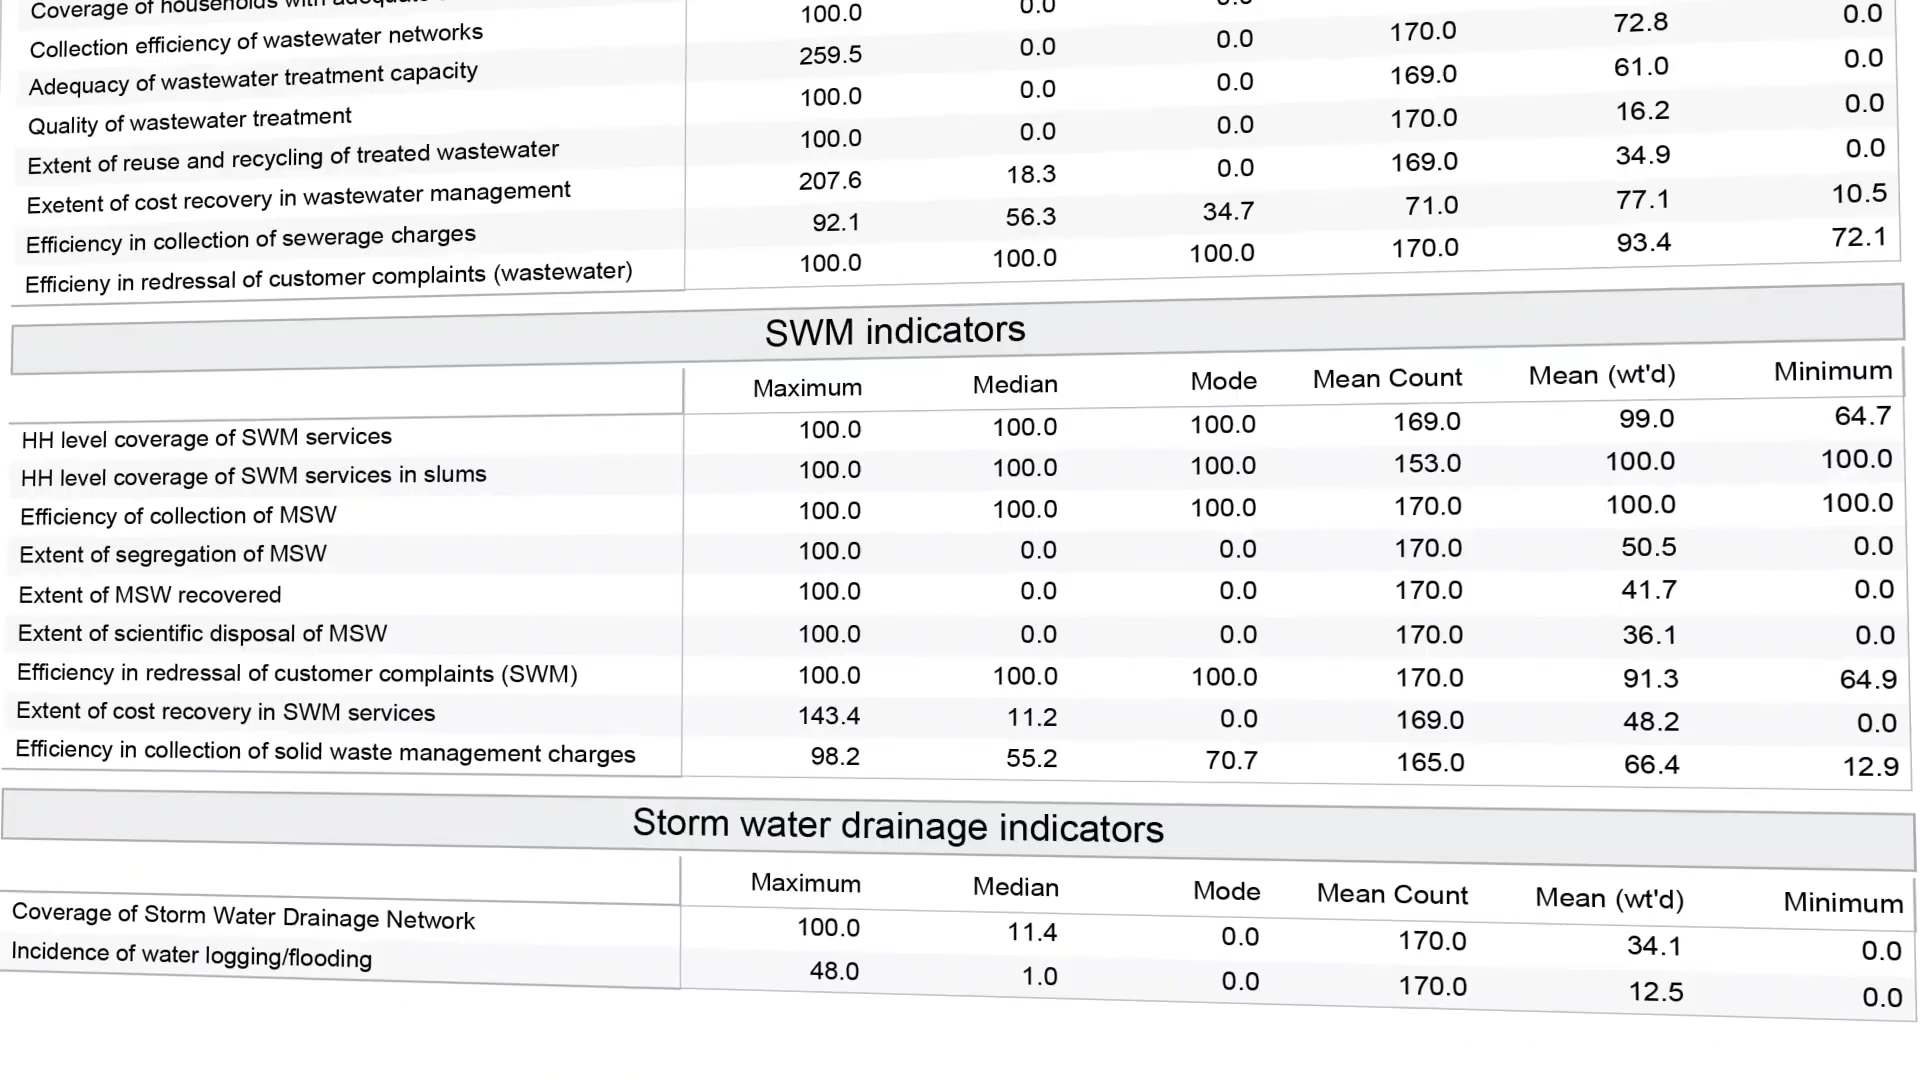 Coverage of households with adequate
Collection efficiency of wastewater networks 100.0 0.0 0.0
Adequacy of wastewater treatment capacity 259.5 0.0 0.0 170.0 72.8 0.0
Quality of wastewater treatment 100.0 0.0 0.0 169.0 61.0 0.0
Extent of reuse and recycling of treated wastewater 100.0 0.0 0.0 170.0 16.2 0.0
Exetent of cost recovery in wastewater management 207.6 18.3 0.0 169.0 34.9 0.0
Efficiency in collection of sewerage charges 92.1 56.3 34.7 71.0 77.1 10.5
Efficieny in redressal of customer complaints (wastewater) 100.0 100.0 100.0 170.0 93.4 72.1
SWM indicators
Maximum Median Mode Mean Count Mean (wt'd) Minimum
HH level coverage of SWM services 100.0 100.0 100.0 169.0 99.0 64.7
HH level coverage of SWM services in slums 100.0 100.0 100.0 153.0 100.0 100.0
Efficiency of collection of MSW 100.0 100.0 100.0 170.0 100.0 100.0
Extent of segregation of MSW 100.0 0.0 0.0 170.0 50.5 0.0
Extent of MSW recovered 100.0 0.0 0.0 170.0 41.7 0.0
Extent of scientific disposal of MSW 100.0 0.0 0.0 170.0 36.1 0.0
Efficiency in redressal of customer complaints (SWM) 100.0 100.0 100.0 170.0 91.3 64.9
Extent of cost recovery in SWM services 143.4 11.2 0.0 169.0 48.2 0.0
Efficiency in collection of solid waste management charges 98.2 55.2 70.7 165.0 66.4 12.9
Storm water drainage indicators
Maximum Median Mode Mean Count Mean (wt'd) Minimum
Coverage of Storm Water Drainage Network 100.0 11.4 0.0 170.0 34.1 0.0
Incidence of water logging/flooding 48.0 1.0 0.0 170.0 12.5 0.0